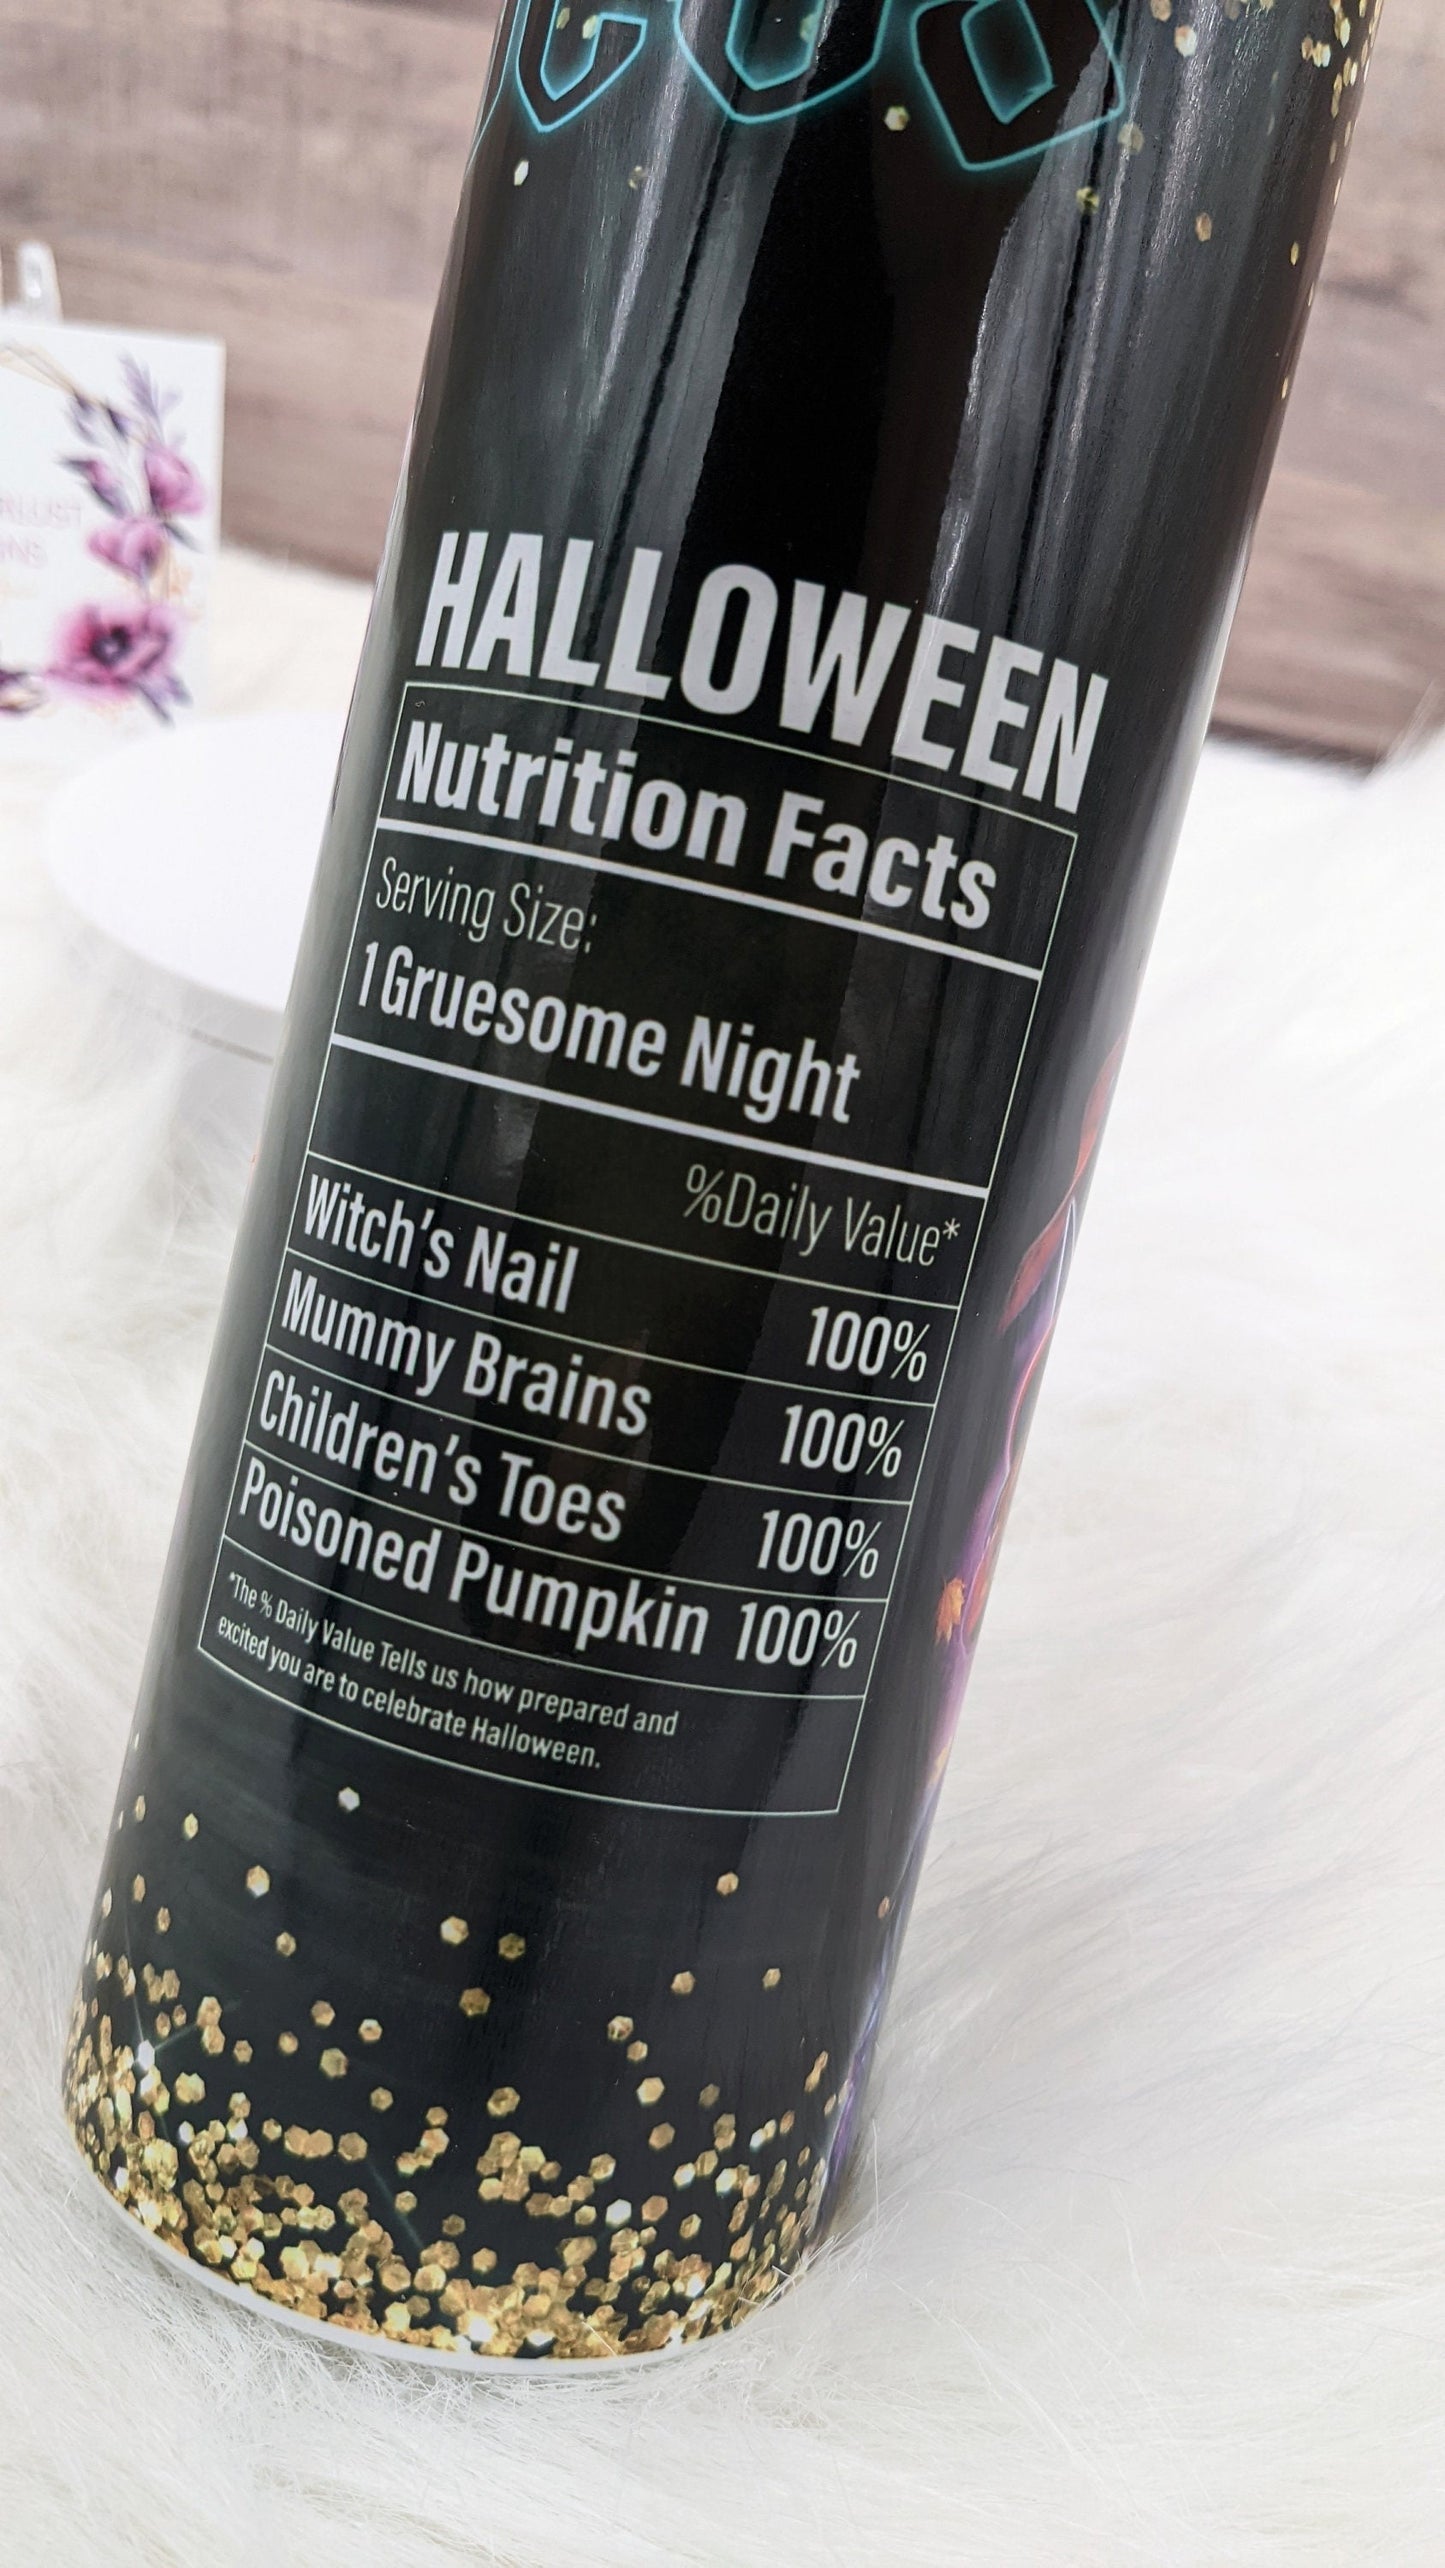 HALLOWEEN
Nutrition Facts
Serving Size:
1 Gruesome Night
%Daily Value*
Witch's Nail 100%
Mummy Brains 100%
Children's Toes 100%
Poisoned Pumpkin 100%
*The % Daily Value Tells us how prepared and
excited you are to celebrate Halloween.